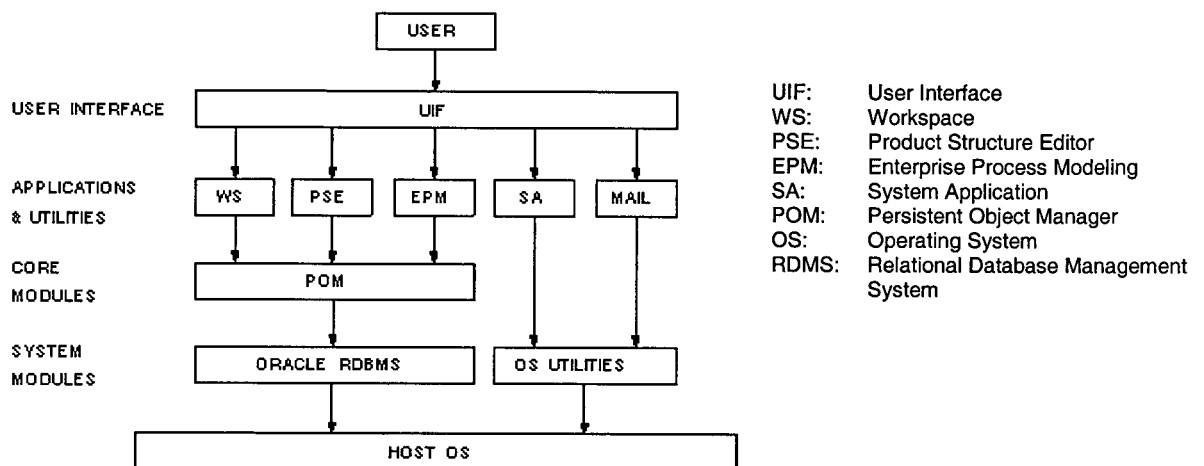 USER
USER INTERFACE
UIF
APPLICATIONS
& UTILITIES
WS
PSE
EPM
SA
MAIL
CORE
MODULES
POM
SYSTEM
MODULES
ORACLE RDBMS
OS UTILITIES
HOST OS
UIF: User Interface
WS: Workspace
PSE: Product Structure Editor
EPM: Enterprise Process Modeling
SA: System Application
POM: Persistent Object Manager
OS: Operating System
RDMS: Relational Database Management
System